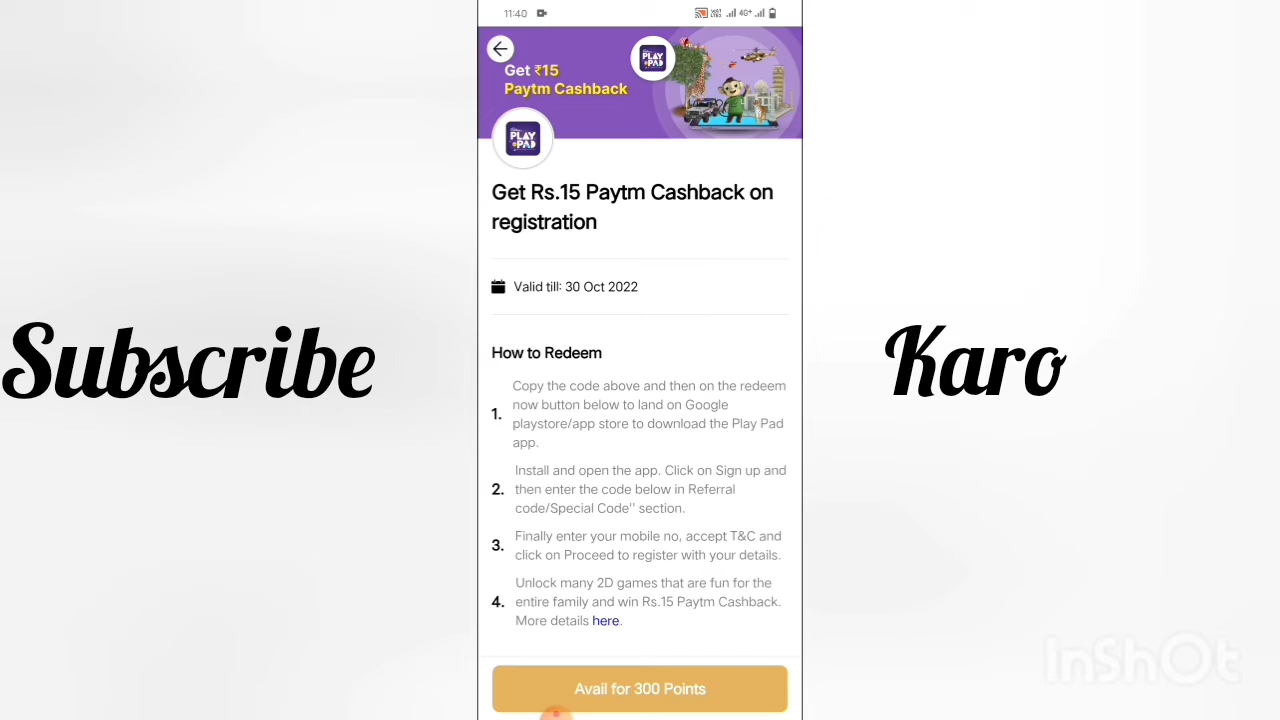 11:40
4G+
Get ₹15
Paytm Cashback
PLAY
PAD
PLAY
PAD
Get Rs.15 Paytm Cashback on
registration
Valid till: 30 Oct 2022
How to Redeem
1. Copy the code above and then on the redeem
now button below to land on Google
playstore/app store to download the Play Pad
app.
2. Install and open the app. Click on Sign up and
then enter the code below in Referral
code/Special Code'' section.
3. Finally enter your mobile no, accept T&C and
click on Proceed to register with your details.
4. Unlock many 2D games that are fun for the
entire family and win Rs.15 Paytm Cashback.
More details here.
Avail for 300 Points
Subscribe
Karo
InShOt